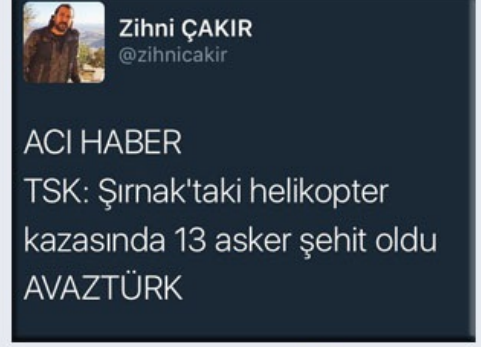 Zihni ÇAKIR
@zihnicakir
ACI HABER
TSK: Şırnak'taki helikopter
kazasında 13 asker şehit oldu
AVAZTÜRK